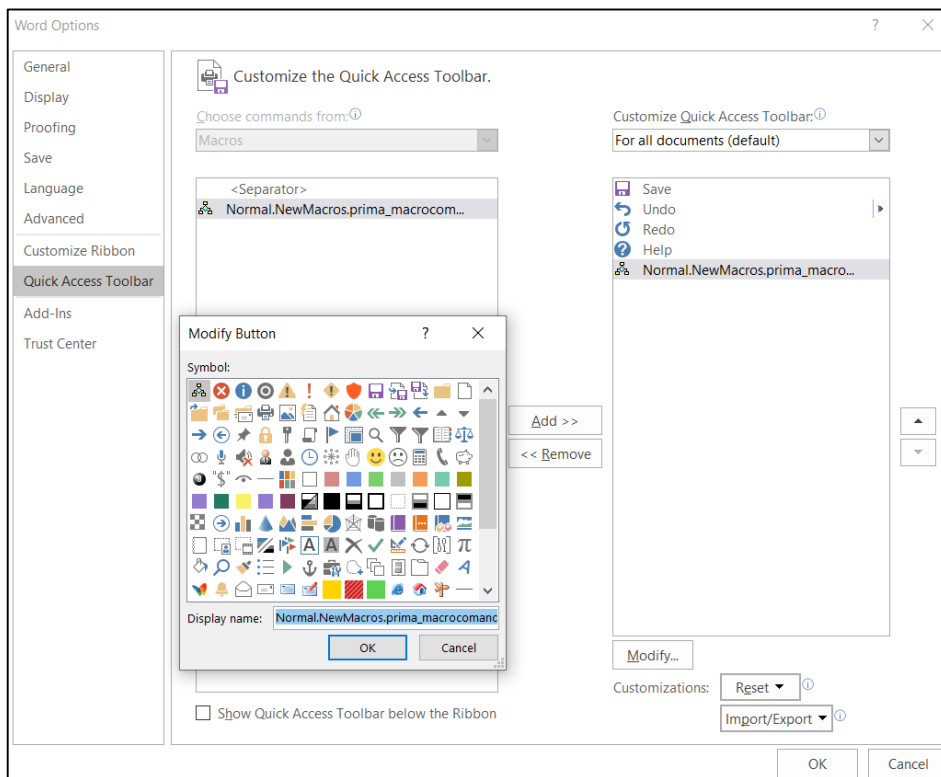 Word Options
?
General
Display
Proofing
Save
Language
Advanced
Customize Ribbon
Quick Access Toolbar
Add-Ins
Trust Center
Customize the Quick Access Toolbar.
Choose commands from:
Macros
<Separator>
Normal.NewMacros.prima_macrocom...
Customize Quick Access Toolbar:
For all documents (default)
Save
Undo
Redo
Help
Normal.NewMacros.prima_macro...
Modify Button
?
Symbol:
"$"
Display name:
Normal.NewMacros.prima_macrocomand
OK
Cancel
Add >>
<< Remove
Modify...
Customizations:
Reset
Import/Export
Show Quick Access Toolbar below the Ribbon
OK
Cancel